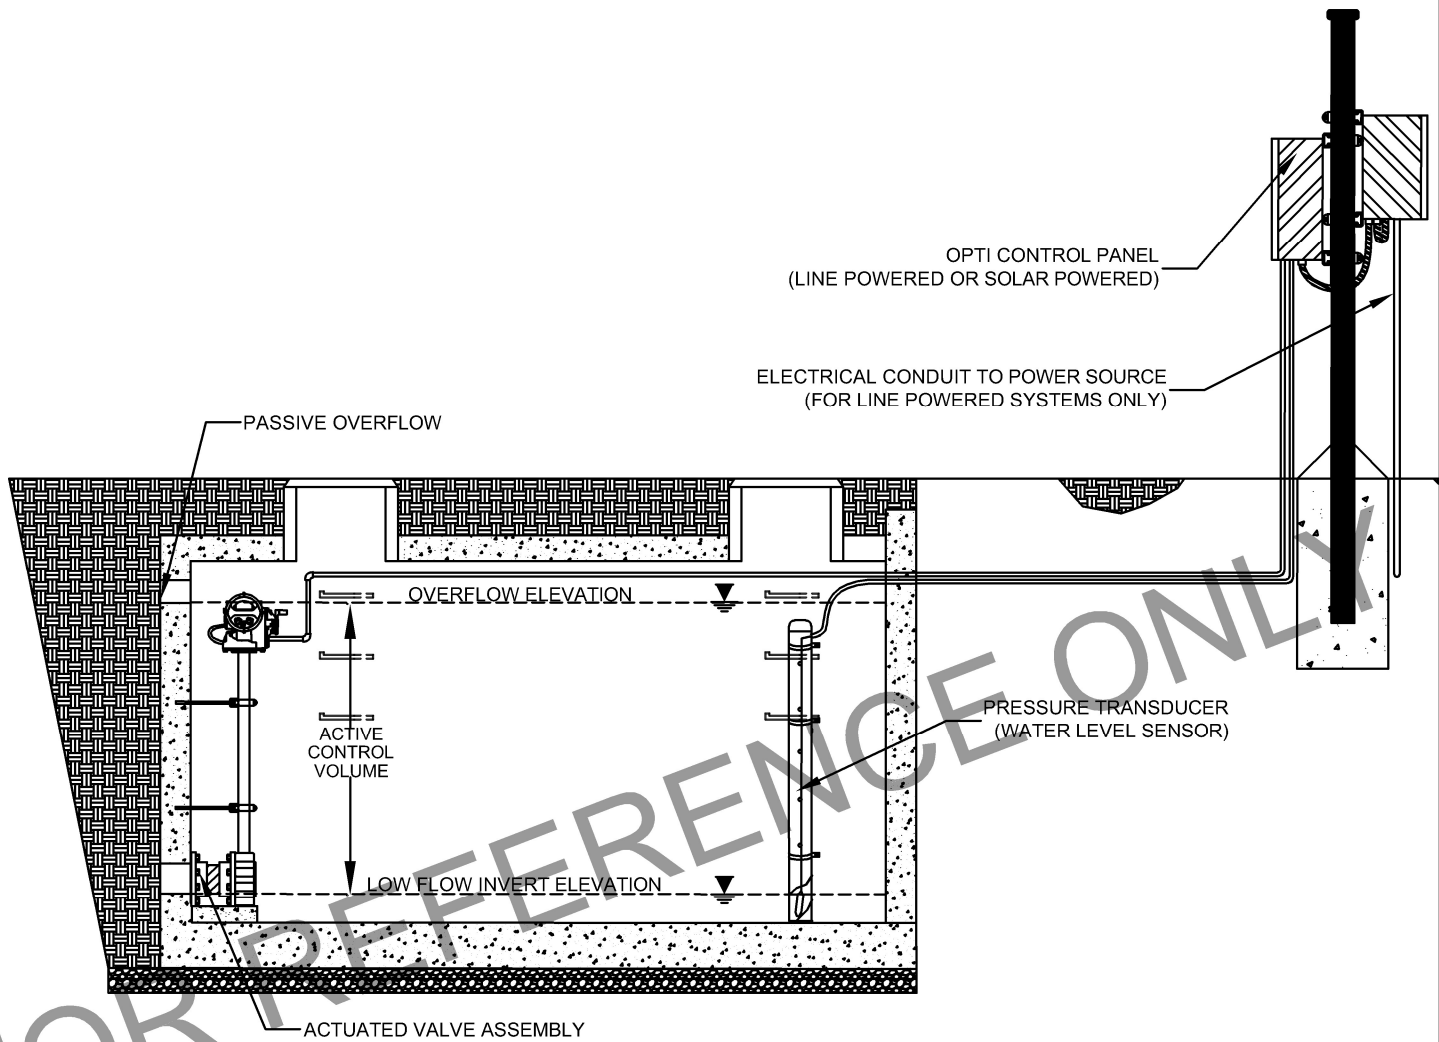 OPTI CONTROL PANEL
(LINE POWERED OR SOLAR POWERED)
ELECTRICAL CONDUIT TO POWER SOURCE
(FOR LINE POWERED SYSTEMS ONLY)
PASSIVE OVERFLOW
OVERFLOW ELEVATION
PRESSURE TRANSDUCER
(WATER LEVEL SENSOR)
ACTIVE
CONTROL
VOLUME
LOW FLOW INVERT ELEVATION
ACTUATED VALVE ASSEMBLY
OR REFERENCE ONLY